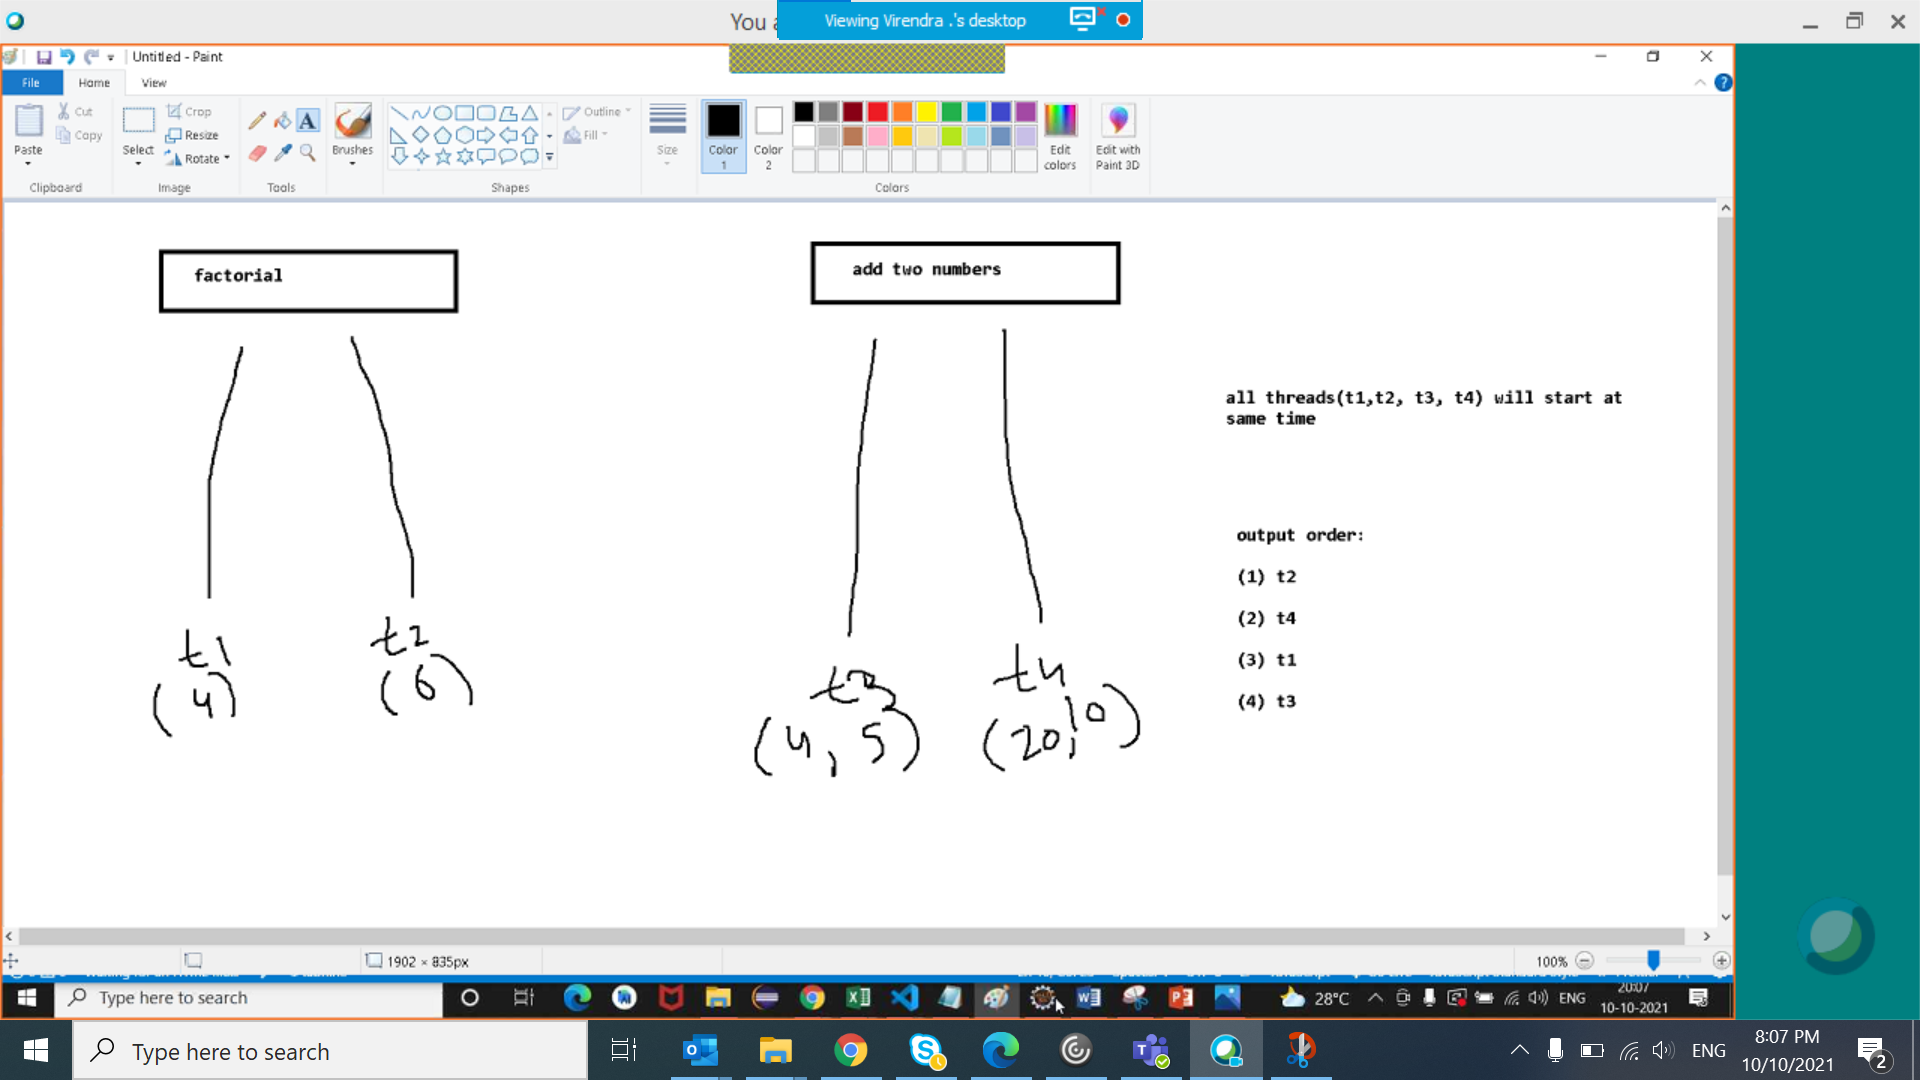 You a
Viewing Virendra .'s desktop
Untitled - Paint
File Home View
Cut
Copy
Paste
Clipboard
Select
Crop
Resize
Rotate
Image
A
Tools
Brushes
Outline
Fill
Shapes
Size
Color 1
Color 2
Edit colors
Colors
Edit with Paint 3D
factorial
add two numbers
t1
(4)
t2
(6)
t3
(4, 5)
t4
(20, 10)
all threads(t1,t2, t3, t4) will start at
same time
output order:
(1) t2
(2) t4
(3) t1
(4) t3
1902 × 835px
100%
Type here to search
28°C
ENG
20:07
10-10-2021
Type here to search
ENG
8:07 PM
10/10/2021
2